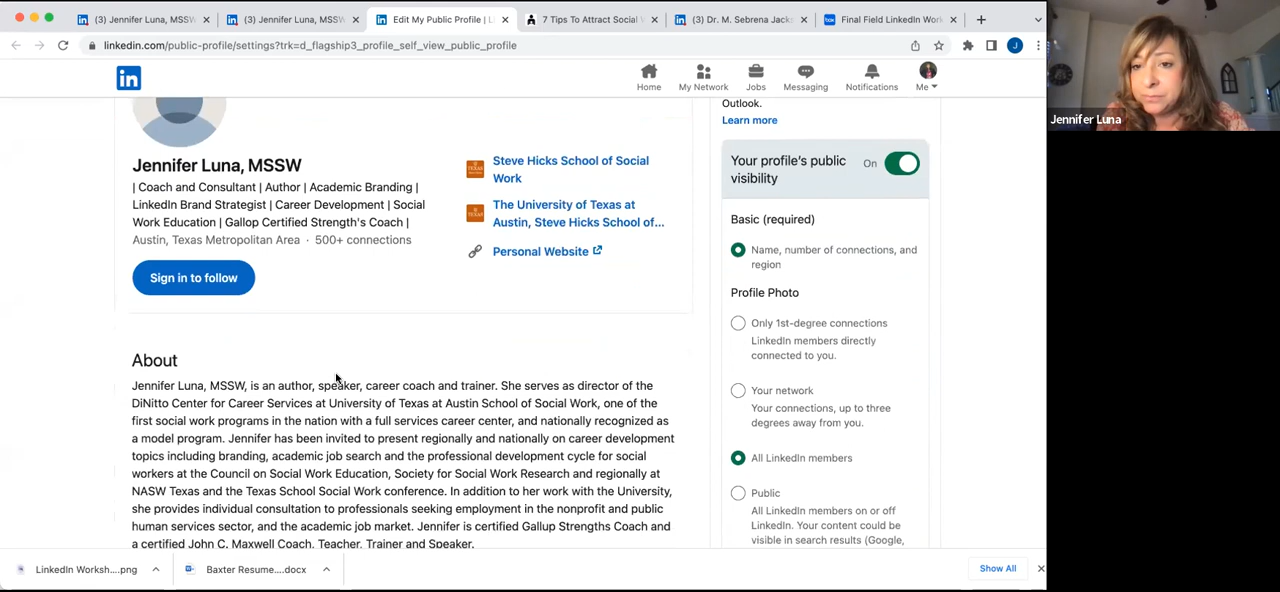 (3) Jennifer Luna, MSSW
(3) Jennifer Luna, MSSW
Edit My Public Profile | L
7 Tips To Attract Social
(3) Dr. M. Sebrena Jacks
Final Field LinkedIn Work
linkedin.com/public-profile/settings?trk=d_flagship3_profile_self_view_public_profile
J
in
Home
My Network
Jobs
Messaging
Notifications
Me
Jennifer Luna
Jennifer Luna, MSSW
| Coach and Consultant | Author | Academic Branding |
LinkedIn Brand Strategist | Career Development | Social
Work Education | Gallop Certified Strength's Coach |
Austin, Texas Metropolitan Area · 500+ connections
Sign in to follow
Steve Hicks School of Social
Work
The University of Texas at
Austin, Steve Hicks School of...
Personal Website
About
Jennifer Luna, MSSW, is an author, speaker, career coach and trainer. She serves as director of the
DiNitto Center for Career Services at University of Texas at Austin School of Social Work, one of the
first social work programs in the nation with a full services career center, and nationally recognized as
a model program. Jennifer has been invited to present regionally and nationally on career development
topics including branding, academic job search and the professional development cycle for social
workers at the Council on Social Work Education, Society for Social Work Research and regionally at
NASW Texas and the Texas School Social Work conference. In addition to her work with the University,
she provides individual consultation to professionals seeking employment in the nonprofit and public
human services sector, and the academic job market. Jennifer is certified Gallup Strengths Coach and
a certified John C. Maxwell Coach, Teacher, Trainer and Speaker.
Outlook.
Learn more
Your profile's public
visibility
On
Basic (required)
Name, number of connections, and
region
Profile Photo
Only 1st-degree connections
LinkedIn members directly
connected to you.
Your network
Your connections, up to three
degrees away from you.
All LinkedIn members
Public
All LinkedIn members on or off
LinkedIn. Your content could be
visible in search results (Google,
LinkedIn Worksh....png
Baxter Resume....docx
Show All